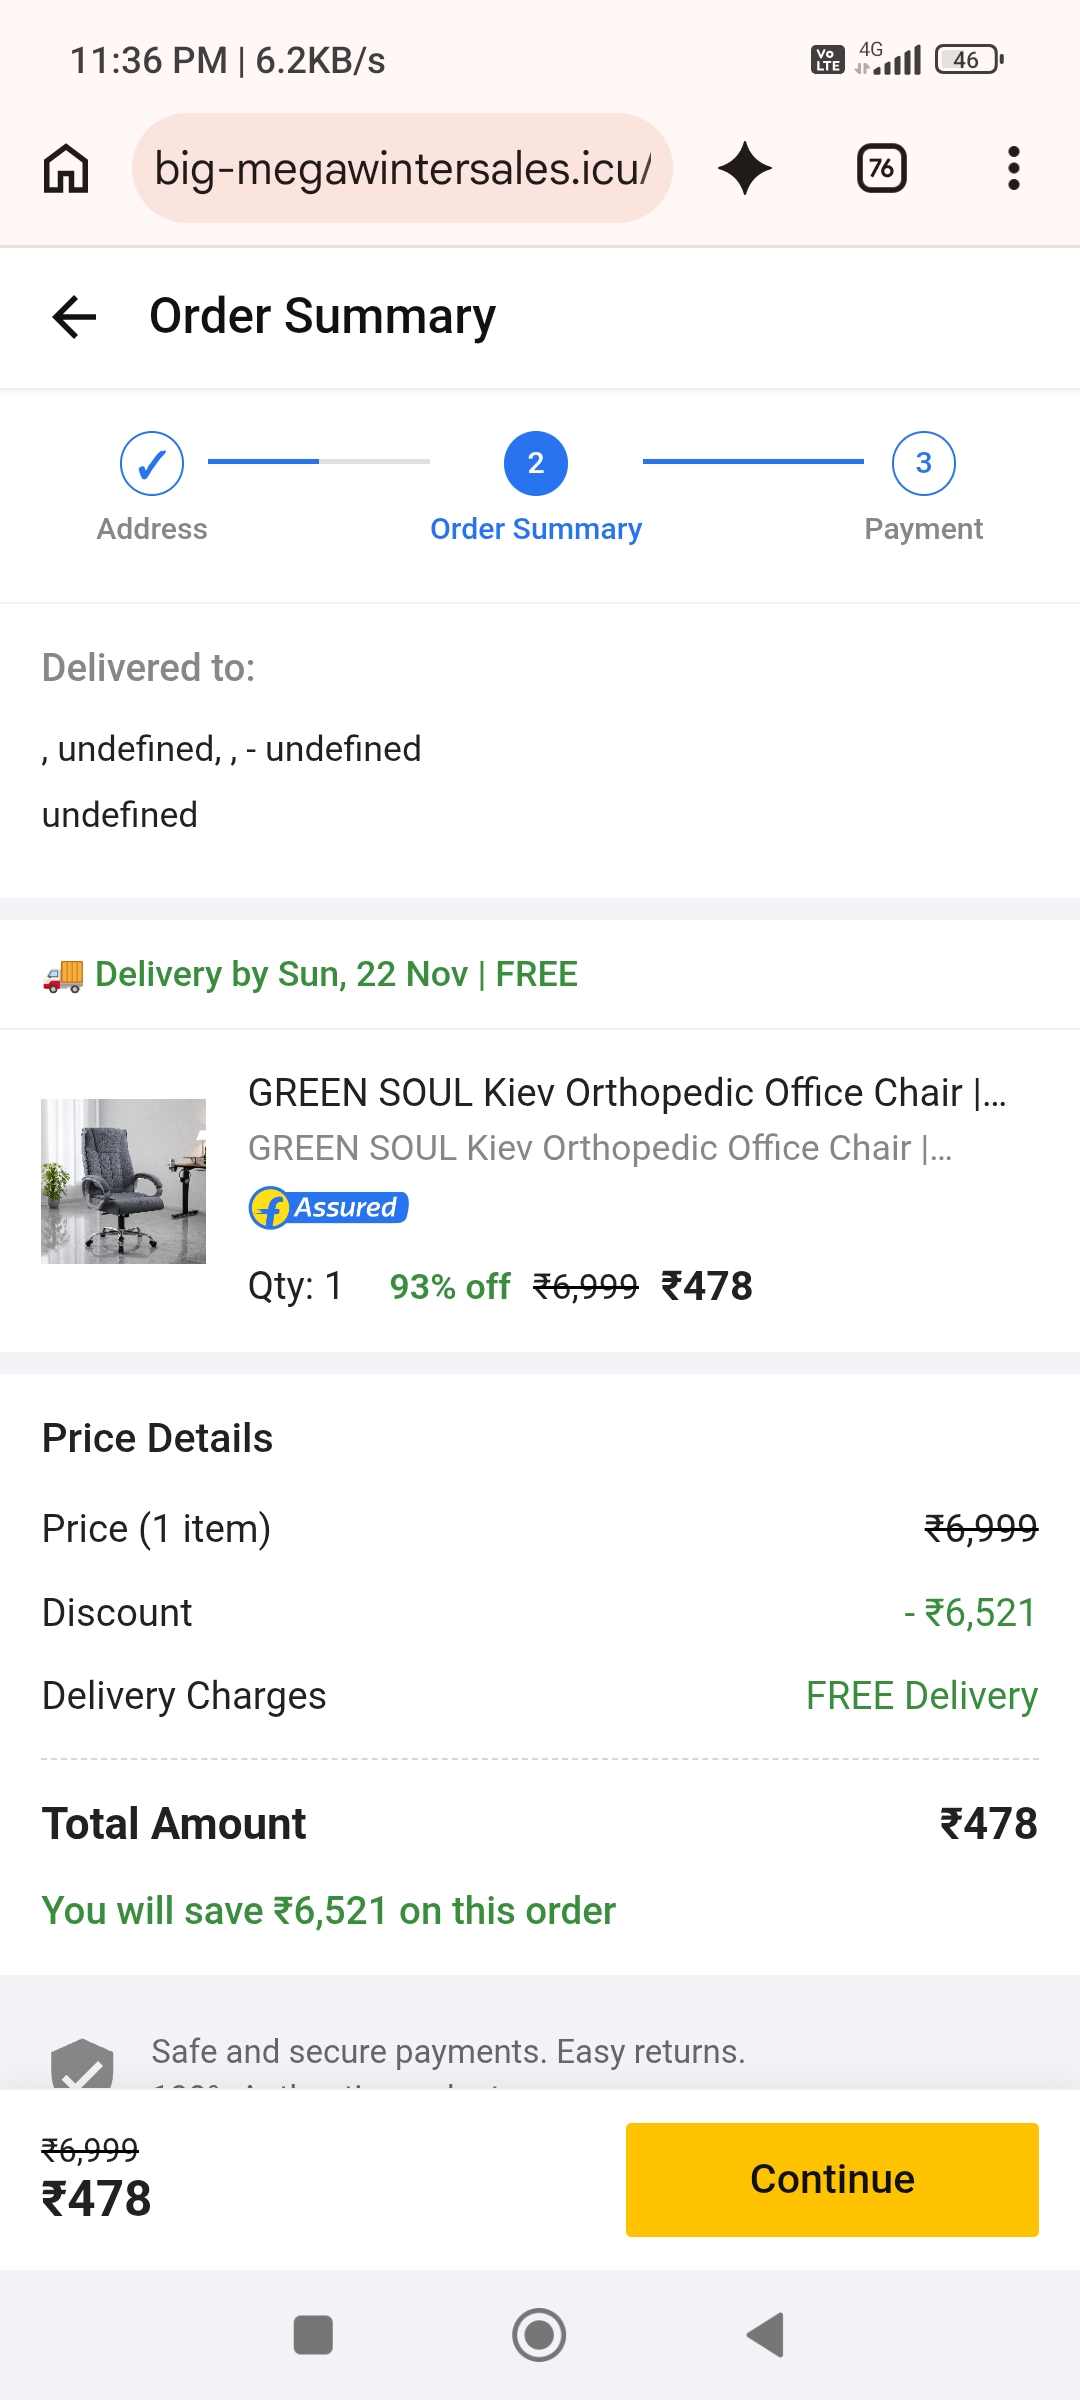 11:36 PM | 6.2KB/s
Vo LTE 4G 46
big-megawintersales.icu/
76
Order Summary
✓ 2 3
Address Order Summary Payment
Delivered to:
, undefined, , - undefined
undefined
🚚 Delivery by Sun, 22 Nov | FREE
GREEN SOUL Kiev Orthopedic Office Chair |...
GREEN SOUL Kiev Orthopedic Office Chair |...
f Assured
Qty: 1 93% off ₹6,999 ₹478
Price Details
Price (1 item) ₹6,999
Discount - ₹6,521
Delivery Charges FREE Delivery
Total Amount ₹478
You will save ₹6,521 on this order
Safe and secure payments. Easy returns.
₹6,999
₹478
Continue